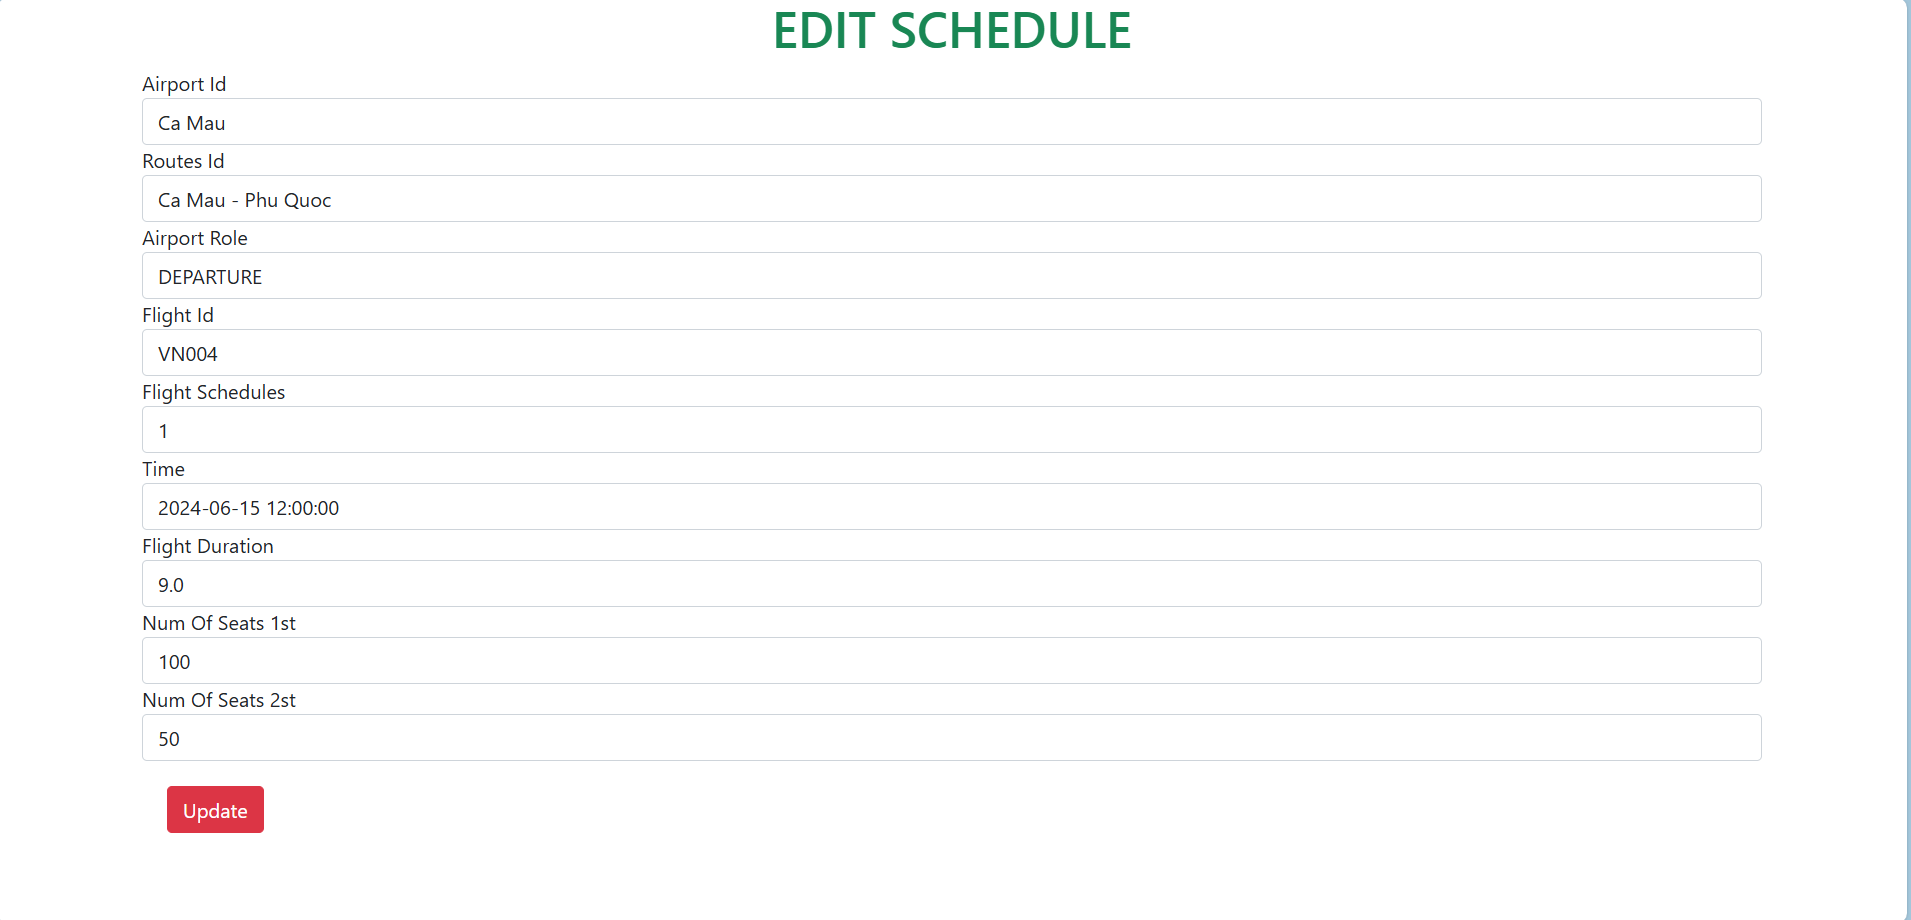 EDIT SCHEDULE
Airport Id
Ca Mau
Routes Id
Ca Mau - Phu Quoc
Airport Role
DEPARTURE
Flight Id
VN004
Flight Schedules
1
Time
2024-06-15 12:00:00
Flight Duration
9.0
Num Of Seats 1st
100
Num Of Seats 2st
50
Update